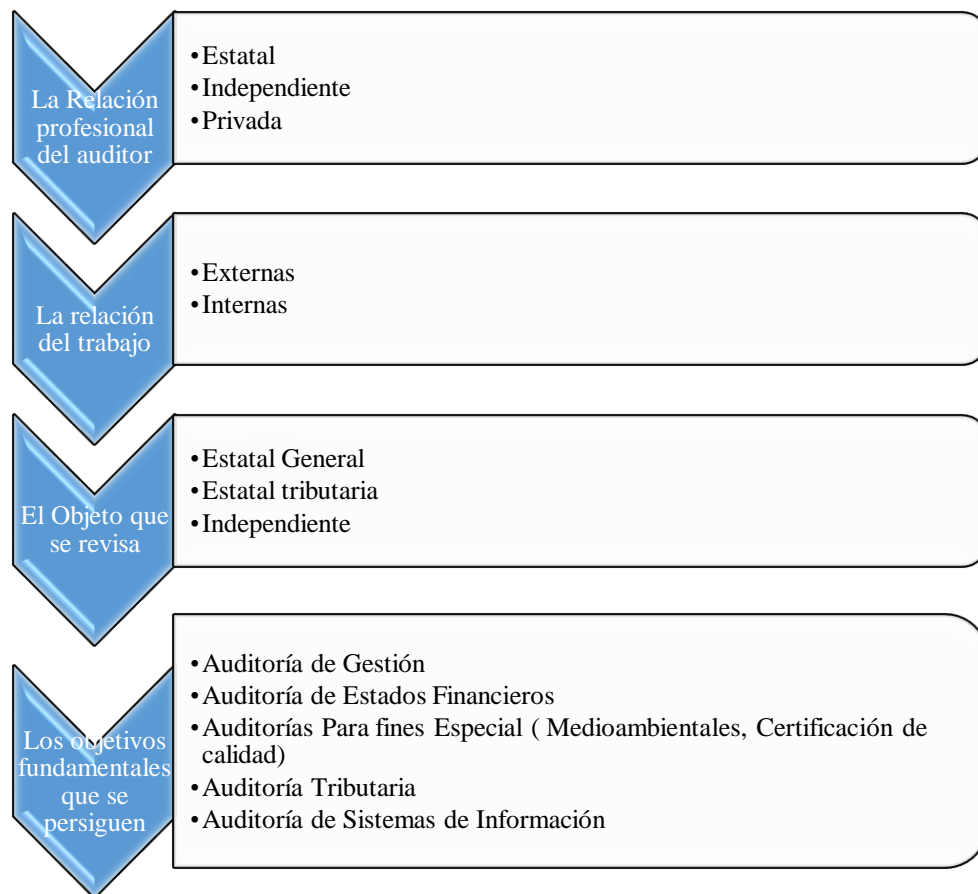 La Relación
profesional
del auditor
•Estatal
•Independiente
•Privada
La relación
del trabajo
•Externas
•Internas
El Objeto que
se revisa
•Estatal General
•Estatal tributaria
•Independiente
Los objetivos
fundamentales
que se
persiguen
•Auditoría de Gestión
•Auditoría de Estados Financieros
•Auditorías Para fines Especial ( Medioambientales, Certificación de
calidad)
•Auditoría Tributaria
•Auditoría de Sistemas de Información